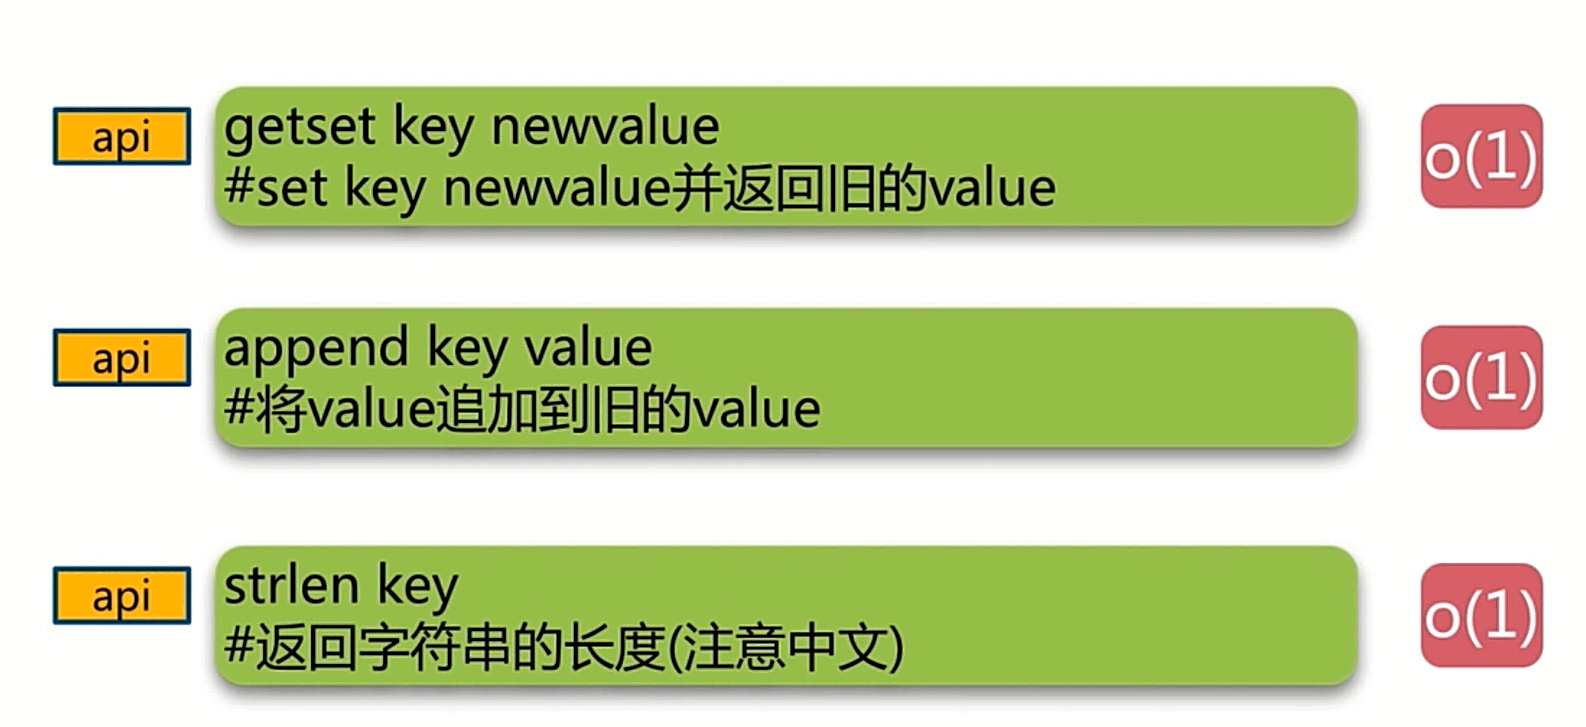 api
getset key newvalue
#set key newvalue并返回旧的value
o(1)
api
append key value
#将value追加到旧的value
o(1)
api
strlen key
#返回字符串的长度(注意中文)
o(1)